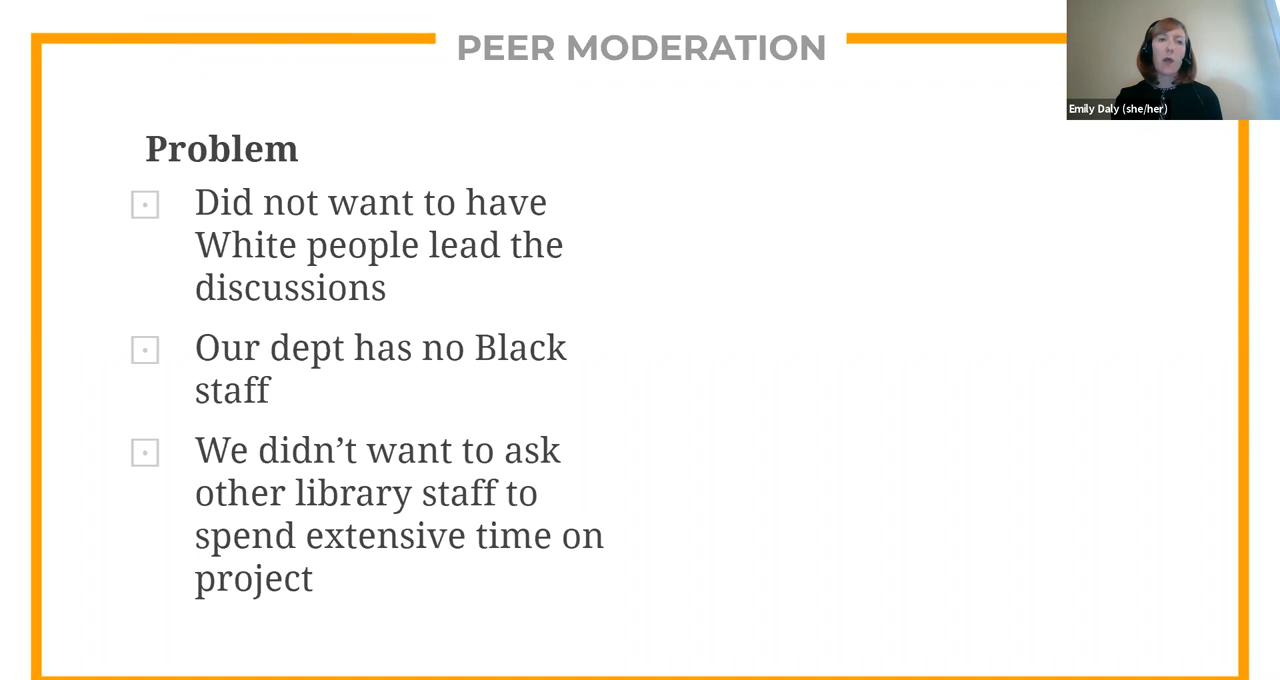 PEER MODERATION
Emily Daly (she/her)
Problem
Did not want to have
White people lead the
discussions
Our dept has no Black
staff
We didn’t want to ask
other library staff to
spend extensive time on
project